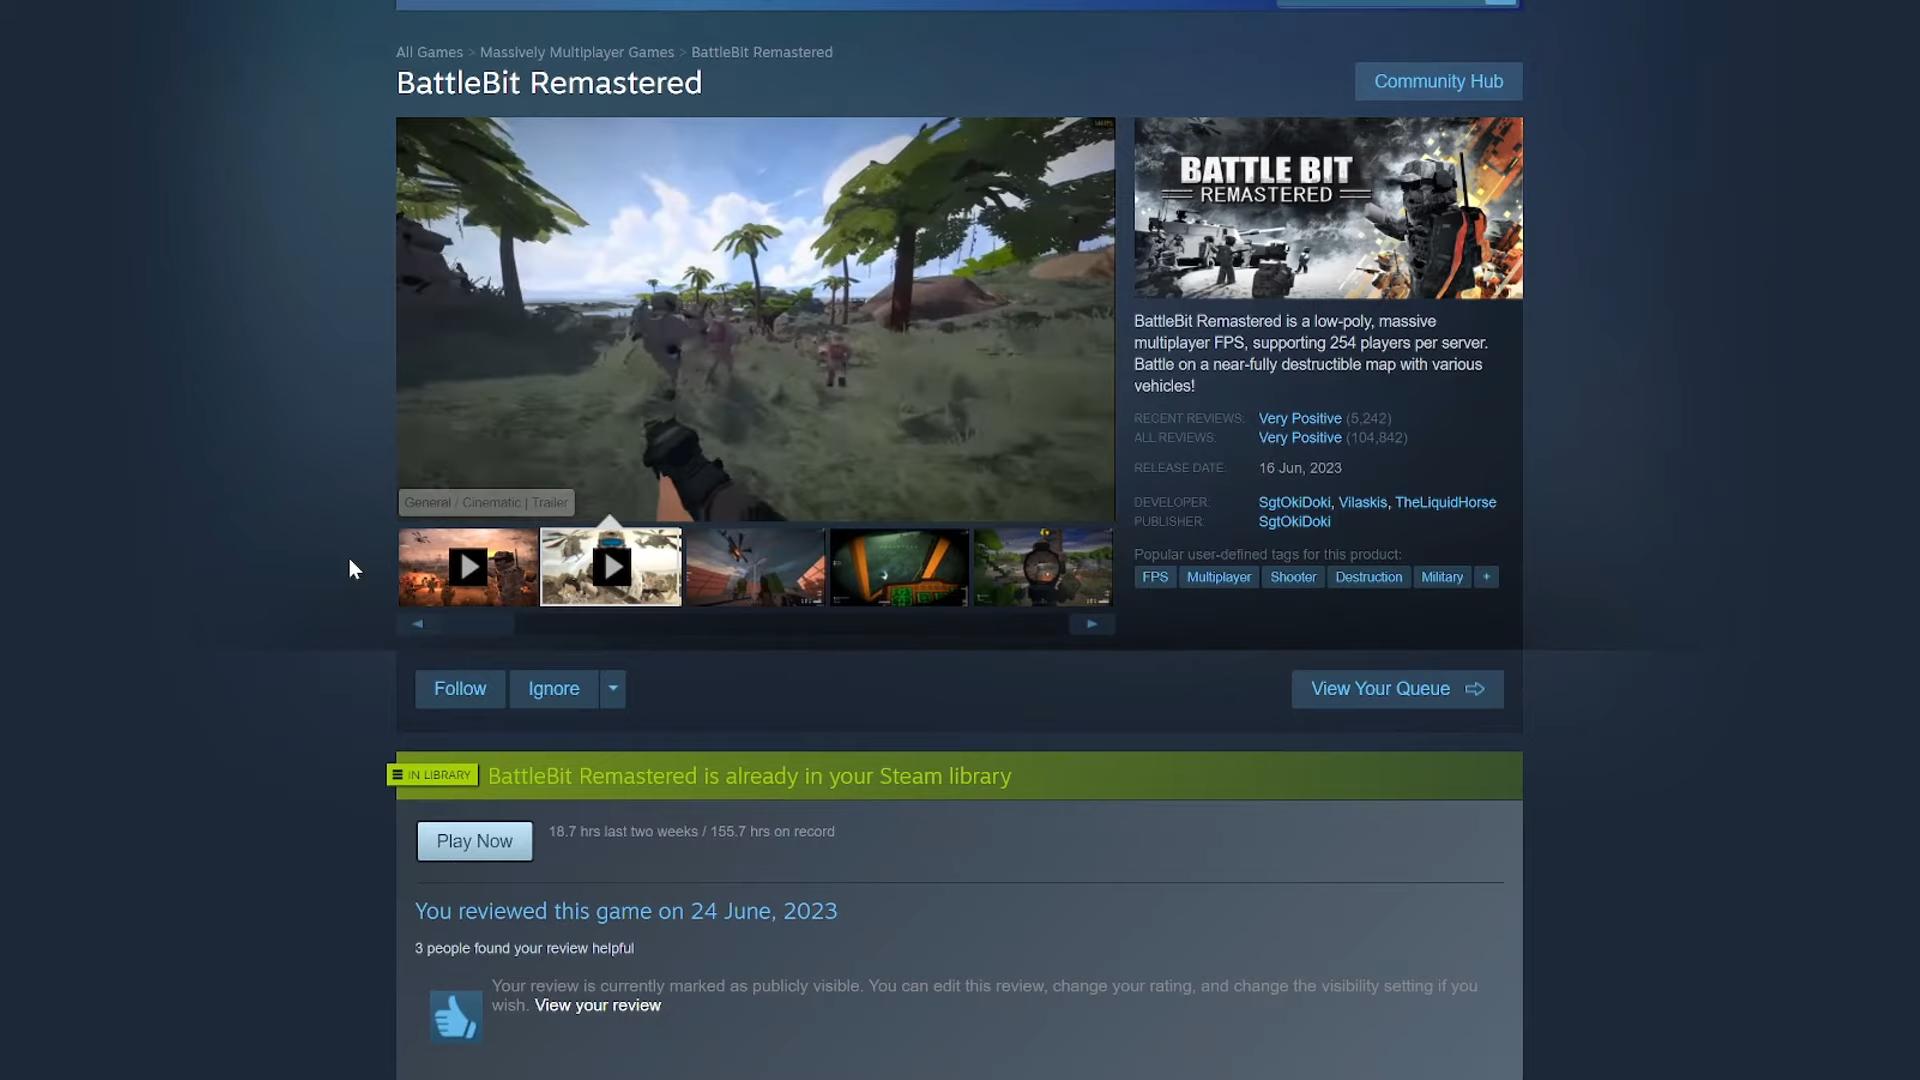 All Games > Massively Multiplayer Games > BattleBit Remastered
BattleBit Remastered
Community Hub
BATTLE BIT
REMASTERED
BattleBit Remastered is a low-poly, massive
multiplayer FPS, supporting 254 players per server.
Battle on a near-fully destructible map with various
vehicles!
RECENT REVIEWS: Very Positive (5,242)
ALL REVIEWS: Very Positive (104,842)
RELEASE DATE: 16 Jun, 2023
DEVELOPER: SgtOkiDoki, Vilaskis, TheLiquidHorse
PUBLISHER: SgtOkiDoki
Popular user-defined tags for this product:
FPS Multiplayer Shooter Destruction Military +
General / Cinematic | Trailer
Follow Ignore
View Your Queue
IN LIBRARY BattleBit Remastered is already in your Steam library
Play Now 18.7 hrs last two weeks / 155.7 hrs on record
You reviewed this game on 24 June, 2023
3 people found your review helpful
Your review is currently marked as publicly visible. You can edit this review, change your rating, and change the visibility setting if you
wish. View your review